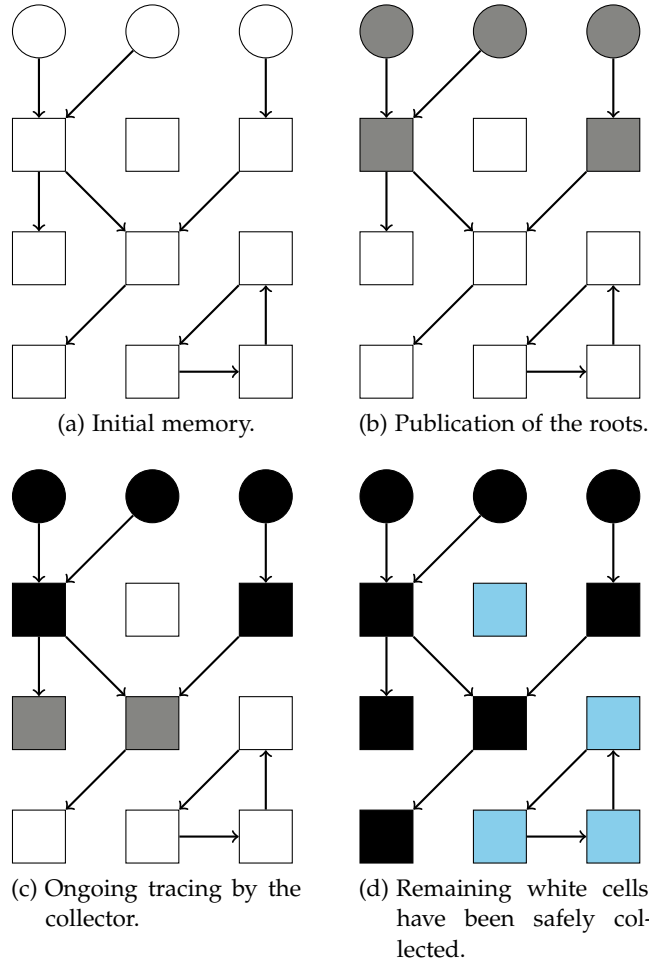 (a) Initial memory.
(b) Publication of the roots.
(c) Ongoing tracing by the
collector.
(d) Remaining white cells
have been safely col-
lected.